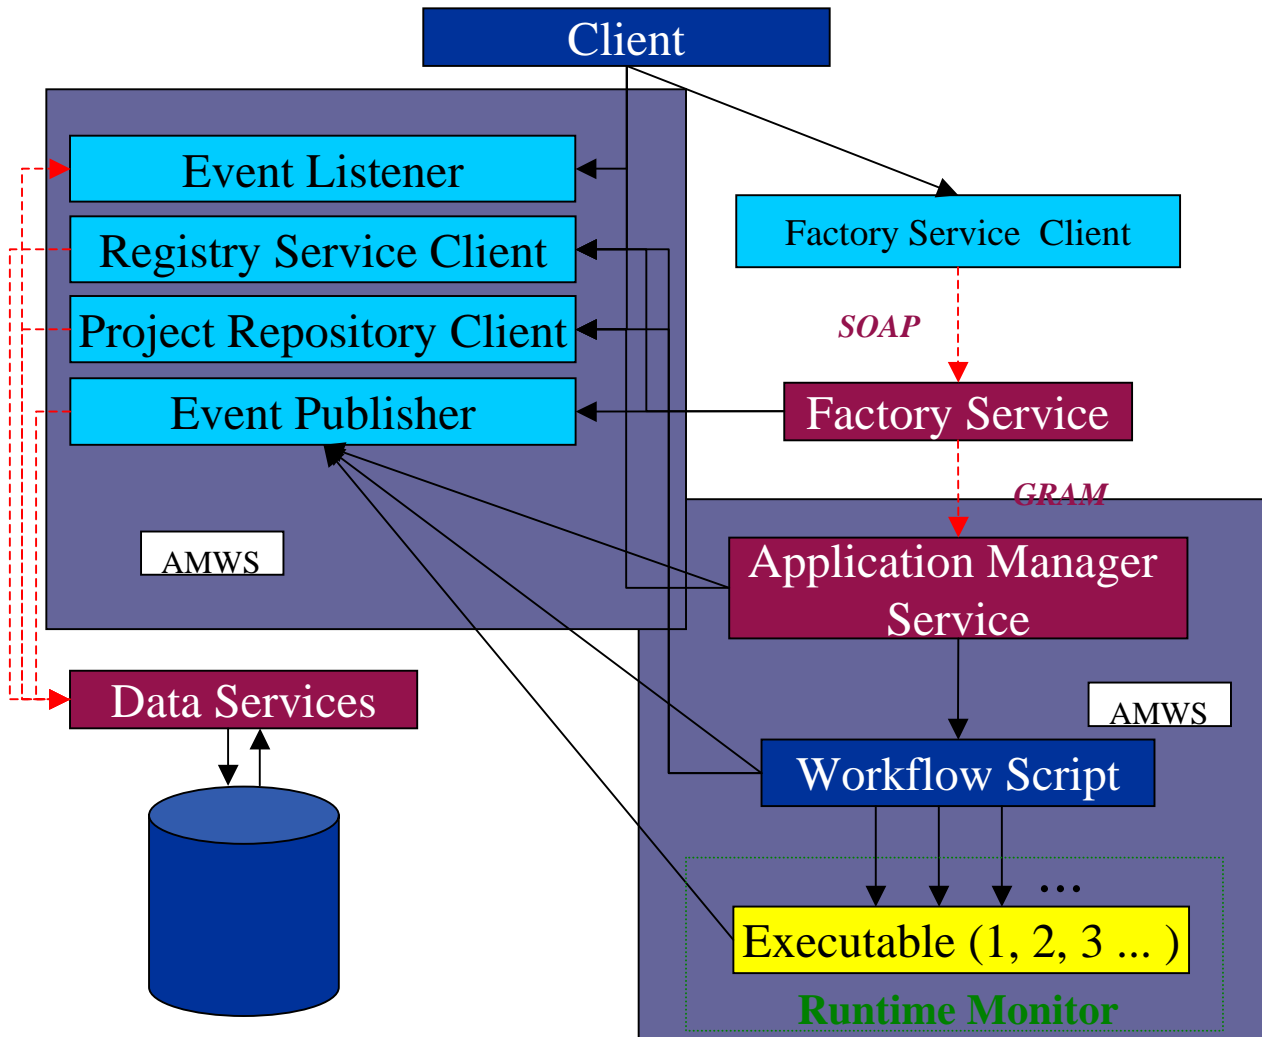 Client
Event Listener
Registry Service Client
Factory Service Client
Project Repository Client
SOAP
Event Publisher
Factory Service
GRAM
AMWS
Application Manager
Service
Data Services
AMWS
Workflow Script
...
Executable (1, 2, 3 ... )
Runtime Monitor